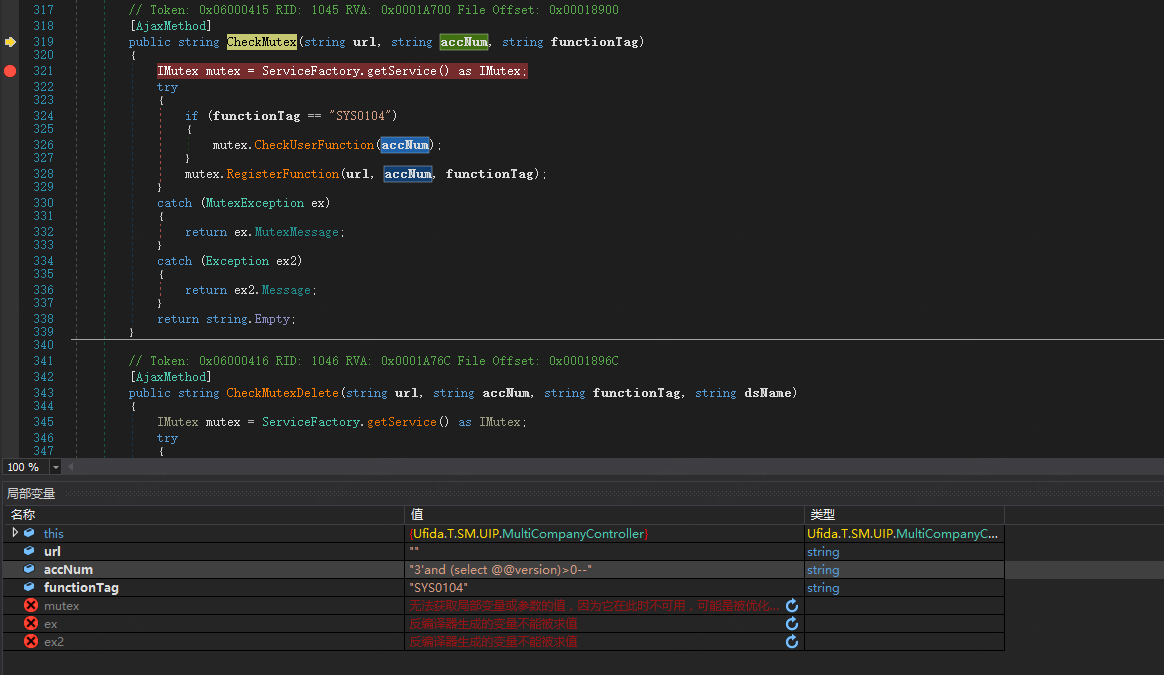 317 // Token: 0x06000415 RID: 1045 RVA: 0x0001A700 File Offset: 0x00018900
318 [AjaxMethod]
319 public string CheckMutex(string url, string accNum, string functionTag)
320 {
321 IMutex mutex = ServiceFactory.getService() as IMutex;
322 try
323 {
324 if (functionTag == "SYS0104")
325 {
326 mutex.CheckUserFunction(accNum);
327 }
328 mutex.RegisterFunction(url, accNum, functionTag);
329 }
330 catch (MutexException ex)
331 {
332 return ex.MutexMessage;
333 }
334 catch (Exception ex2)
335 {
336 return ex2.Message;
337 }
338 return string.Empty;
339 }
340
341 // Token: 0x06000416 RID: 1046 RVA: 0x0001A76C File Offset: 0x0001896C
342 [AjaxMethod]
343 public string CheckMutexDelete(string url, string accNum, string functionTag, string dsName)
344 {
345 IMutex mutex = ServiceFactory.getService() as IMutex;
346 try
347 {
100 %
局部变量
名称 值 类型
this {Ufida.T.SM.UIP.MultiCompanyController} Ufida.T.SM.UIP.MultiCompanyC...
url "" string
accNum "3'and (select @@version)>0--" string
functionTag "SYS0104" string
mutex 无法获取局部变量或参数的值，因为它在此时不可用，可能是被优化...
ex 反编译器生成的变量不能被求值
ex2 反编译器生成的变量不能被求值